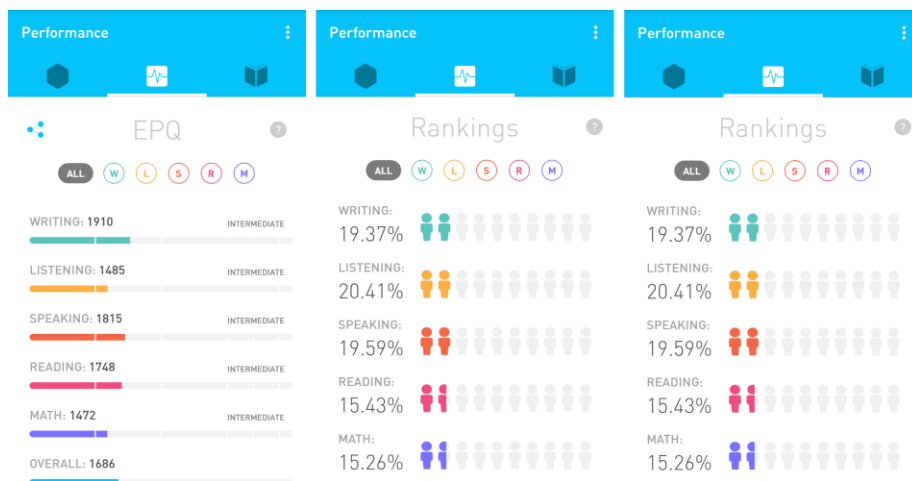 Performance
EPQ
?
ALL W L S R M
WRITING: 1910 INTERMEDIATE
LISTENING: 1485 INTERMEDIATE
SPEAKING: 1815 INTERMEDIATE
READING: 1748 INTERMEDIATE
MATH: 1472 INTERMEDIATE
OVERALL: 1686
Performance
Rankings
?
ALL W L S R M
WRITING:
19.37%
LISTENING:
20.41%
SPEAKING:
19.59%
READING:
15.43%
MATH:
15.26%
Performance
Rankings
?
ALL W L S R M
WRITING:
19.37%
LISTENING:
20.41%
SPEAKING:
19.59%
READING:
15.43%
MATH:
15.26%